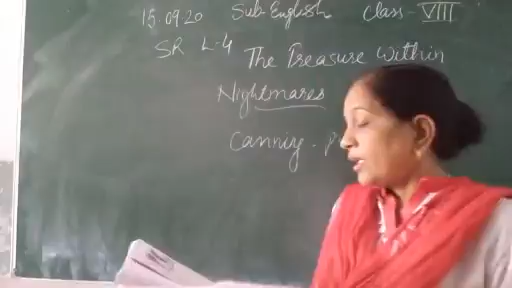 15.09.20 Sub-English Class-VIII
SR L-4 The Treasure within
Nightmares
Canning - P